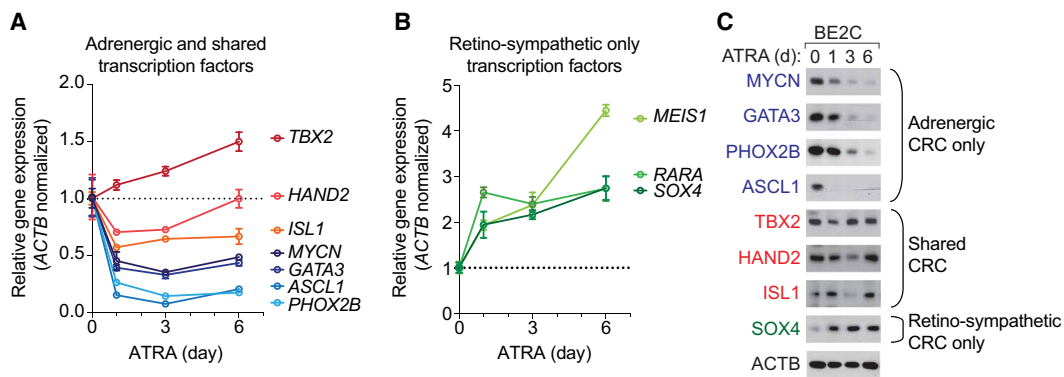 A
Adrenergic and shared
transcription factors
Relative gene expression
(ACTB normalized)
2.0
1.5
1.0
0.5
0.0
0
1
3
6
ATRA (day)
TBX2
HAND2
ISL1
MYCN
GATA3
ASCL1
PHOX2B
B
Retino-sympathetic only
transcription factors
Relative gene expression
(ACTB normalized)
5
4
3
2
1
0
0
1
3
6
ATRA (day)
MEIS1
RARA
SOX4
C
BE2C
ATRA (d): 0 1 3 6
MYCN
GATA3
PHOX2B
ASCL1
Adrenergic
CRC only
TBX2
HAND2
ISL1
Shared
CRC
SOX4
Retino-sympathetic
CRC only
ACTB